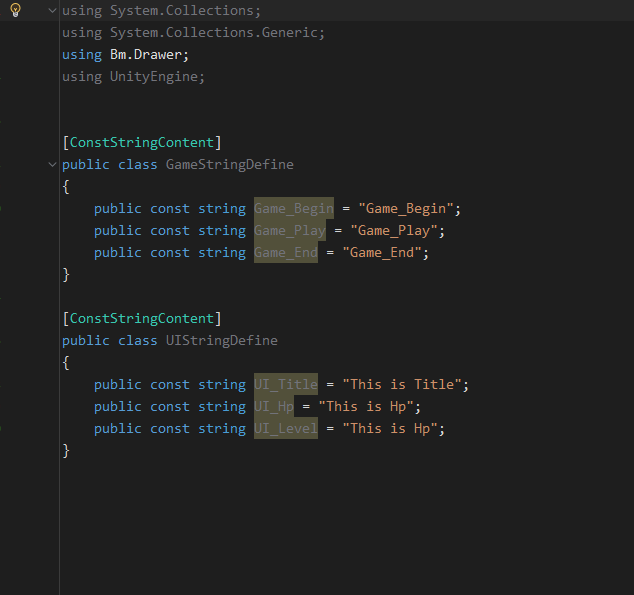 using System.Collections;
using System.Collections.Generic;
using Bm.Drawer;
using UnityEngine;
[ConstStringContent]
public class GameStringDefine
{
public const string Game_Begin = "Game_Begin";
public const string Game_Play = "Game_Play";
public const string Game_End = "Game_End";
}
[ConstStringContent]
public class UIStringDefine
{
public const string UI_Title = "This is Title";
public const string UI_Hp = "This is Hp";
public const string UI_Level = "This is Hp";
}